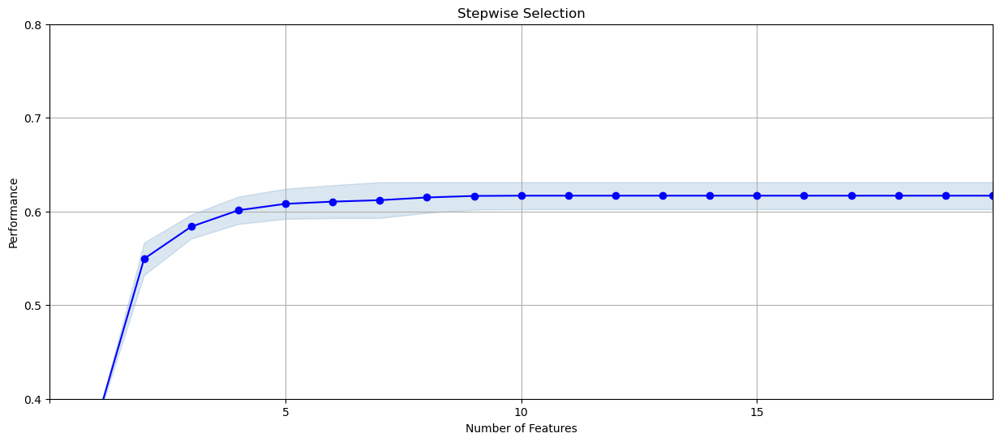 Stepwise Selection
0.8
0.7
0.6
0.5
0.4
Performance
5 10 15
Number of Features